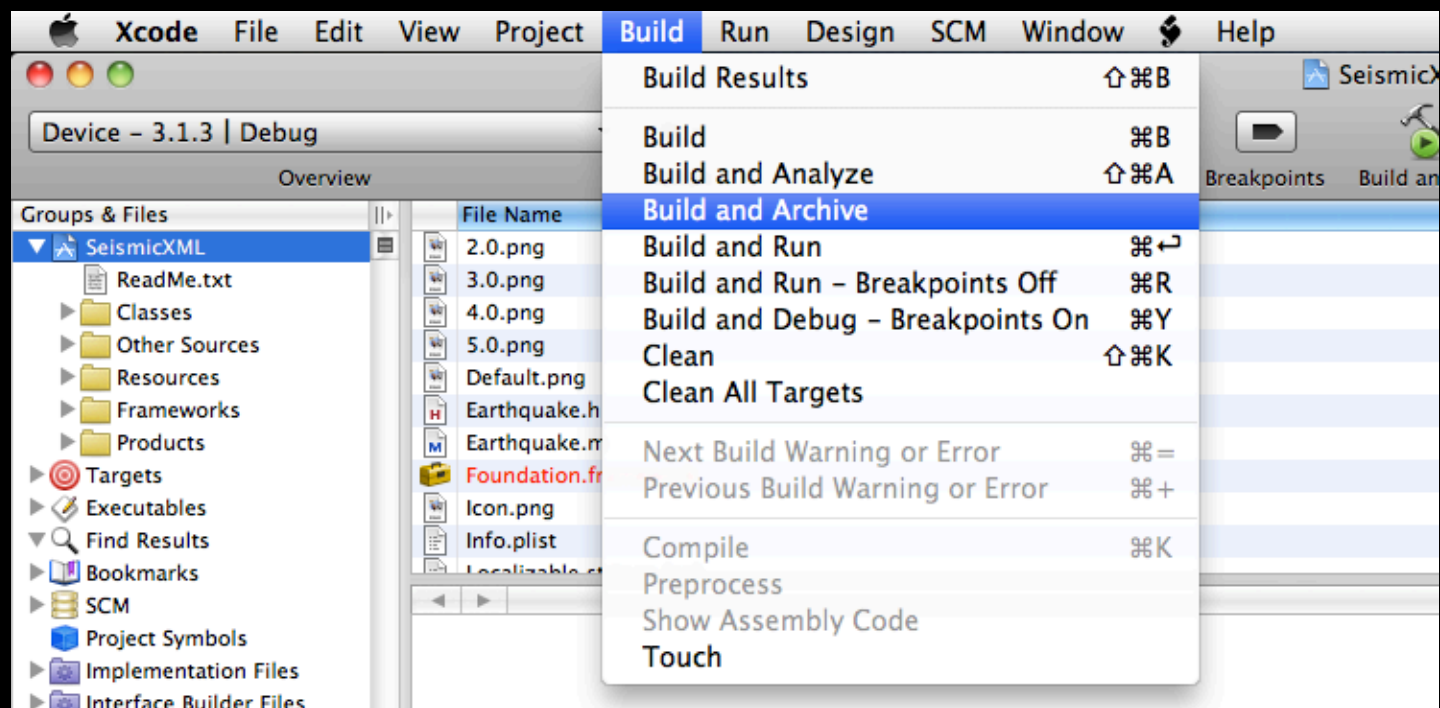 Xcode File Edit View Project Build Run Design SCM Window Help
SeismicX
Device – 3.1.3 | Debug
Overview
Breakpoints
Build an
Build Results ⇧⌘B
Build ⌘B
Build and Analyze ⇧⌘A
Build and Archive
Build and Run ⌘↩
Build and Run – Breakpoints Off ⌘R
Build and Debug – Breakpoints On ⌘Y
Clean ⇧⌘K
Clean All Targets
Next Build Warning or Error ⌘=
Previous Build Warning or Error ⌘+
Compile ⌘K
Preprocess
Show Assembly Code
Touch
Groups & Files
SeismicXML
ReadMe.txt
Classes
Other Sources
Resources
Frameworks
Products
Targets
Executables
Find Results
Bookmarks
SCM
Project Symbols
Implementation Files
Interface Builder Files
File Name
2.0.png
3.0.png
4.0.png
5.0.png
Default.png
Earthquake.h
Earthquake.m
Foundation.fr
Icon.png
Info.plist